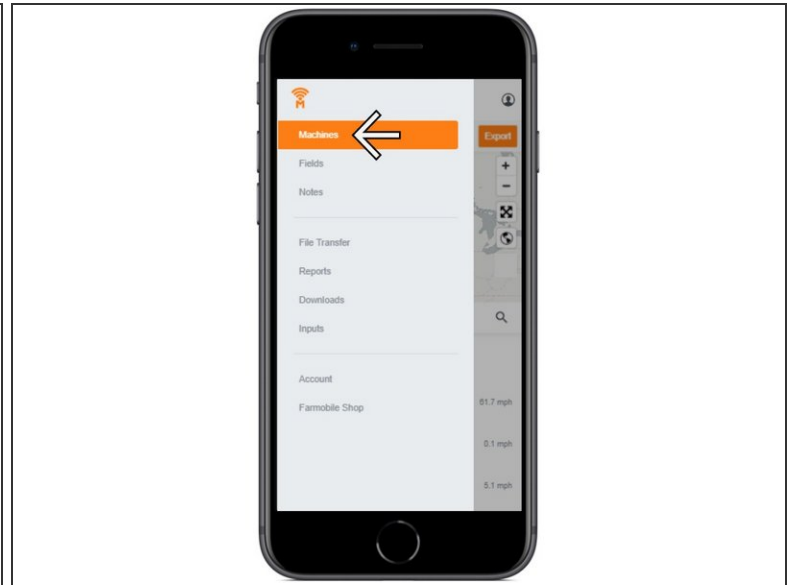 M
Machines
Export
Fields
+
Notes
−
File Transfer
Reports
Downloads
Inputs
Account
61.7 mph
Farmobile Shop
0.1 mph
5.1 mph